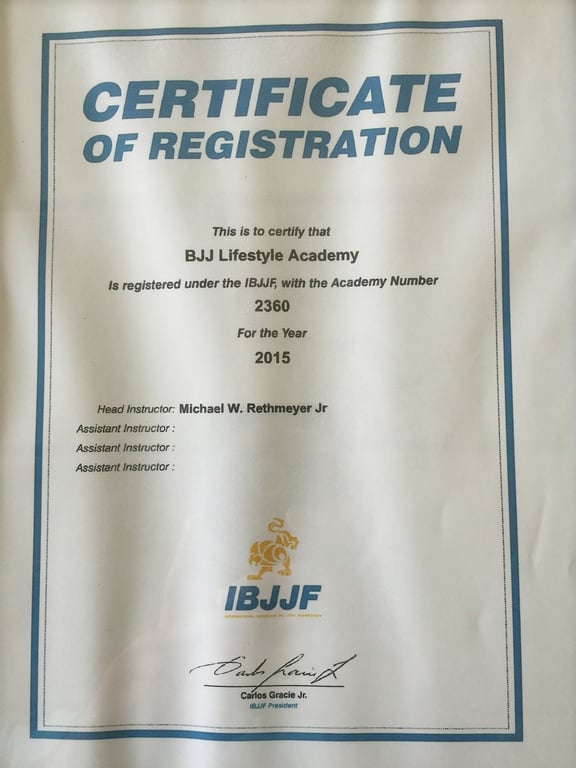 CERTIFICATE
OF REGISTRATION
This is to certify that
BJJ Lifestyle Academy
Is registered under the IBJJF, with the Academy Number
2360
For the Year
2015
Head Instructor: Michael W. Rethmeyer Jr
Assistant Instructor :
Assistant Instructor :
Assistant Instructor :
IBJJF
Carlos Gracie Jr.
IBJJF President